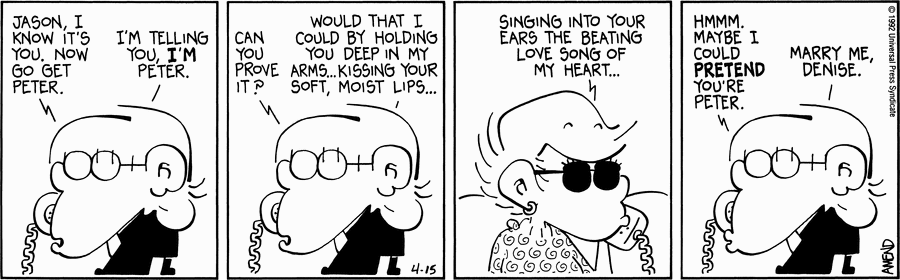 JASON, I
KNOW IT'S
YOU. NOW
GO GET
PETER.
I'M TELLING
YOU, I'M
PETER.
CAN
YOU
PROVE
IT?
WOULD THAT I
COULD BY HOLDING
YOU DEEP IN MY
ARMS...KISSING YOUR
SOFT, MOIST LIPS...
4-15
SINGING INTO YOUR
EARS THE BEATING
LOVE SONG OF
MY HEART...
HMMM.
MAYBE I
COULD
PRETEND
YOU'RE
PETER.
MARRY ME,
DENISE.
AMEND
© 1992 Universal Press Syndicate